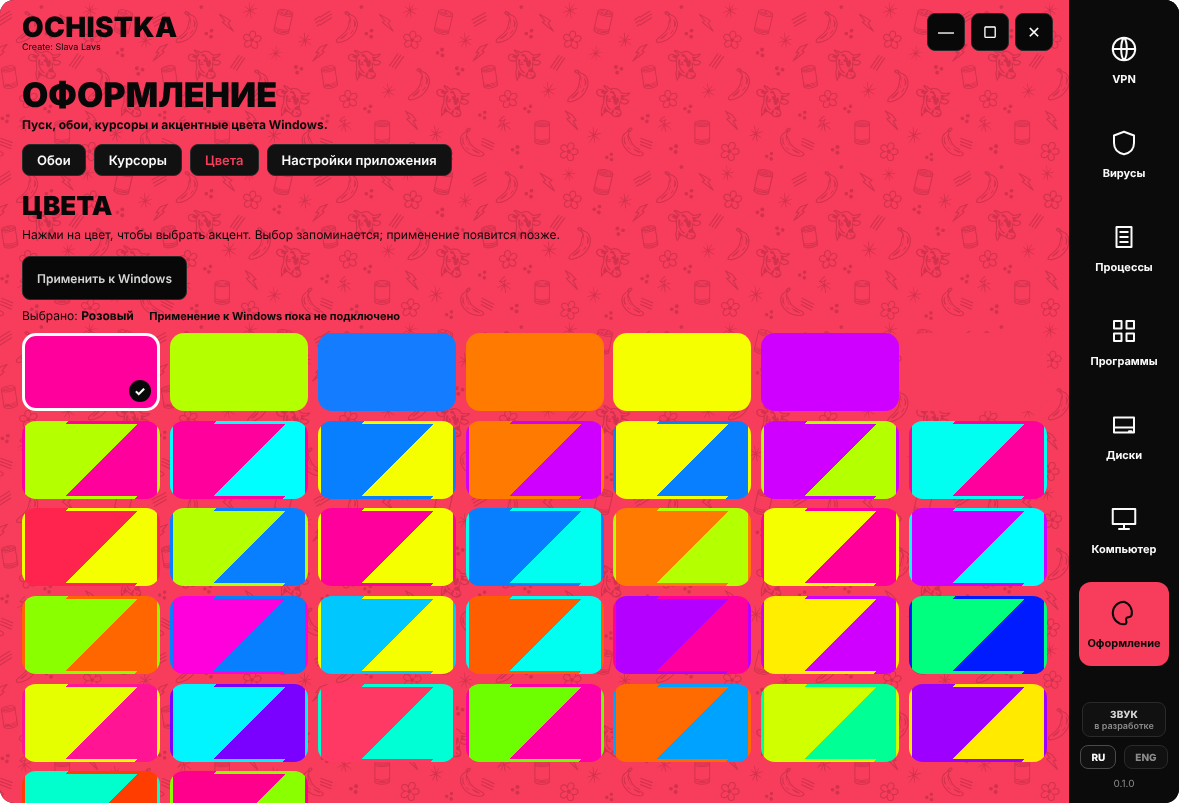 OCHISTKA
Create: Slava Lavs
ОФОРМЛЕНИЕ
Пуск, обои, курсоры и акцентные цвета Windows.
Обои
Курсоры
Цвета
Настройки приложения
ЦВЕТА
Нажми на цвет, чтобы выбрать акцент. Выбор запоминается; применение появится позже.
Применить к Windows
Выбрано: Розовый Применение к Windows пока не подключено
VPN
Вирусы
Процессы
Программы
Диски
Компьютер
Оформление
ЗВУК
в разработке
RU
ENG
0.1.0